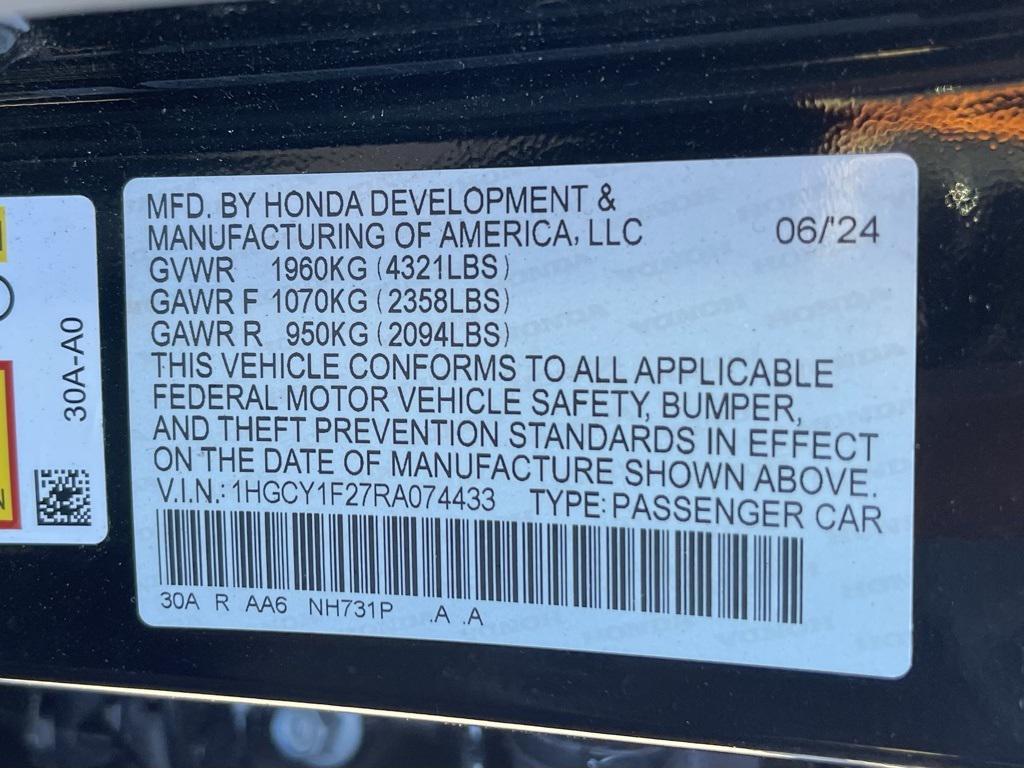 MFD. BY HONDA DEVELOPMENT &
MANUFACTURING OF AMERICA, LLC 06/'24
GVWR 1960KG (4321LBS)
GAWR F 1070KG (2358LBS)
GAWR R 950KG (2094LBS)
THIS VEHICLE CONFORMS TO ALL APPLICABLE
FEDERAL MOTOR VEHICLE SAFETY, BUMPER,
AND THEFT PREVENTION STANDARDS IN EFFECT
ON THE DATE OF MANUFACTURE SHOWN ABOVE.
V.I.N.: 1HGCY1F27RA074433 TYPE: PASSENGER CAR
30A R AA6 NH731P .A .A
30A-A0